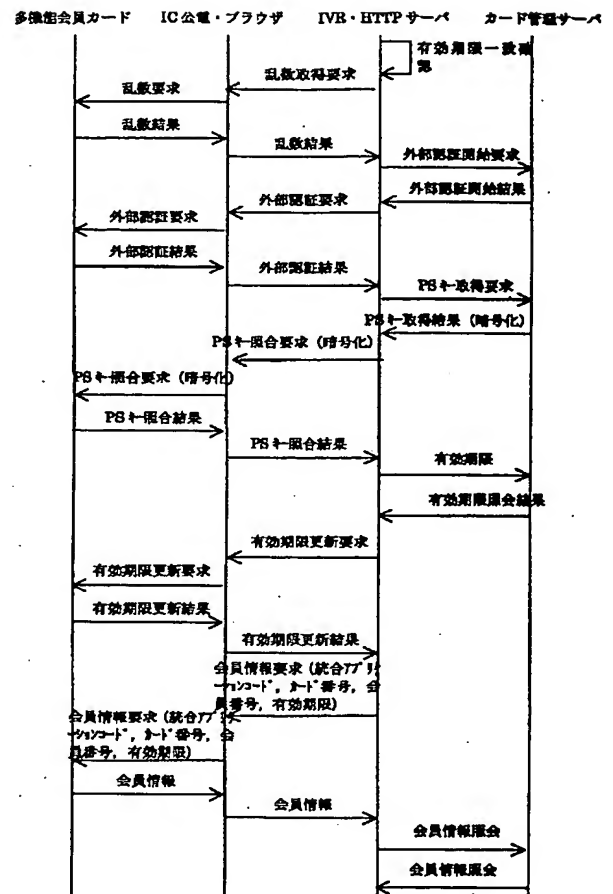 多機能会員カード IC公電・ブラウザ IVR・HTTPサーバ カード管理サーバ
有効期限一致確
認
乱数取得要求
乱数要求
乱数結果
乱数結果
外部認証開始要求
外部認証開始結果
外部認証要求
外部認証要求
外部認証結果
外部認証結果
PSキー取得要求
PSキー取得結果（暗号化）
PSキー照合要求（暗号化）
PSキー照合要求（暗号化）
PSキー照合結果
PSキー照合結果
有効期限
有効期限照会結果
有効期限更新要求
有効期限更新要求
有効期限更新結果
有効期限更新結果
会員情報要求（統合ｱﾌﾟﾘｹ
ｰｼｮﾝｺｰﾄﾞ，ｶｰﾄﾞ番号，会
員番号，有効期限）
会員情報要求（統合ｱﾌﾟﾘｹ
ｰｼｮﾝｺｰﾄﾞ，ｶｰﾄﾞ番号，会
員番号，有効期限）
会員情報
会員情報
会員情報照会
会員情報照会